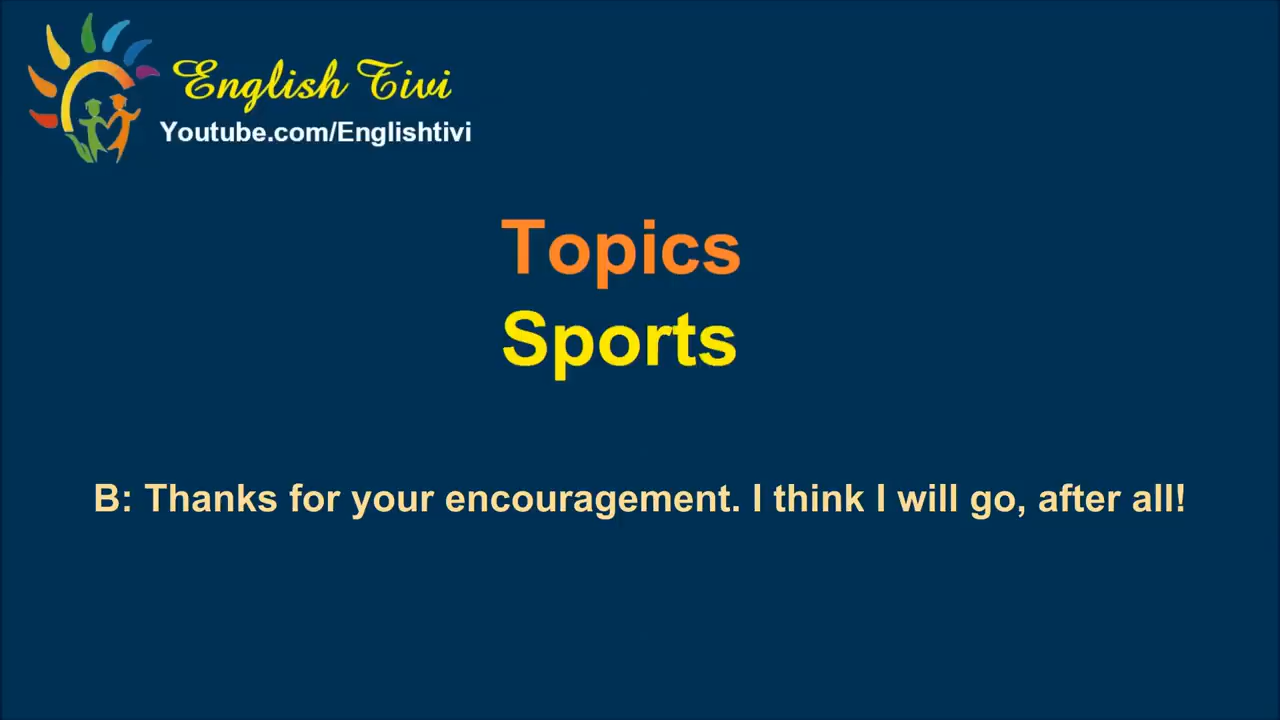 English Tivi
Youtube.com/Englishtivi
Topics
Sports
B: Thanks for your encouragement. I think I will go, after all!